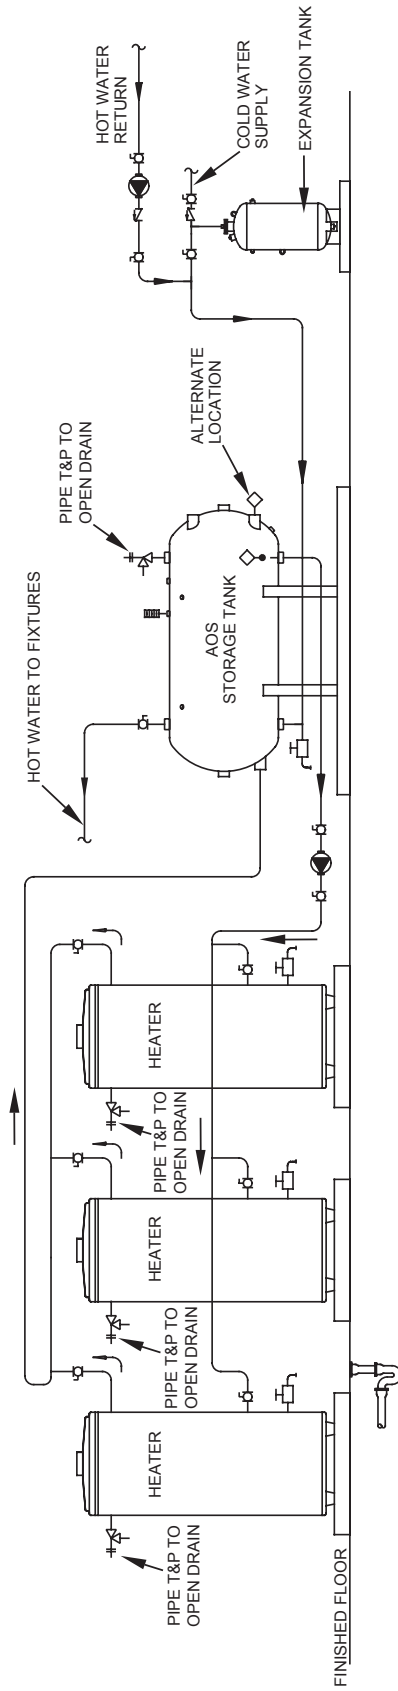 HOT WATER TO FIXTURES
PIPE T&P TO
OPEN DRAIN
HOT WATER
RETURN
COLD WATER
SUPPLY
ALTERNATE
LOCATION
EXPANSION TANK
AOS
STORAGE TANK
HEATER
HEATER
HEATER
PIPE T&P TO
OPEN DRAIN
PIPE T&P TO
OPEN DRAIN
PIPE T&P TO
OPEN DRAIN
FINISHED FLOOR